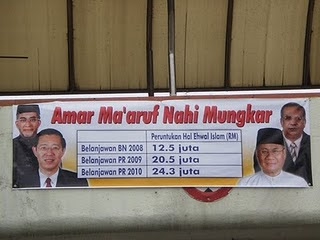 Amar Ma'aruf Nahi Mungkar
Peruntukan Hal Ehwal Islam (RM)
Belanjawan BN 2008 12.5 juta
Belanjawan PR 2009 20.5 juta
Belanjawan PR 2010 24.3 juta